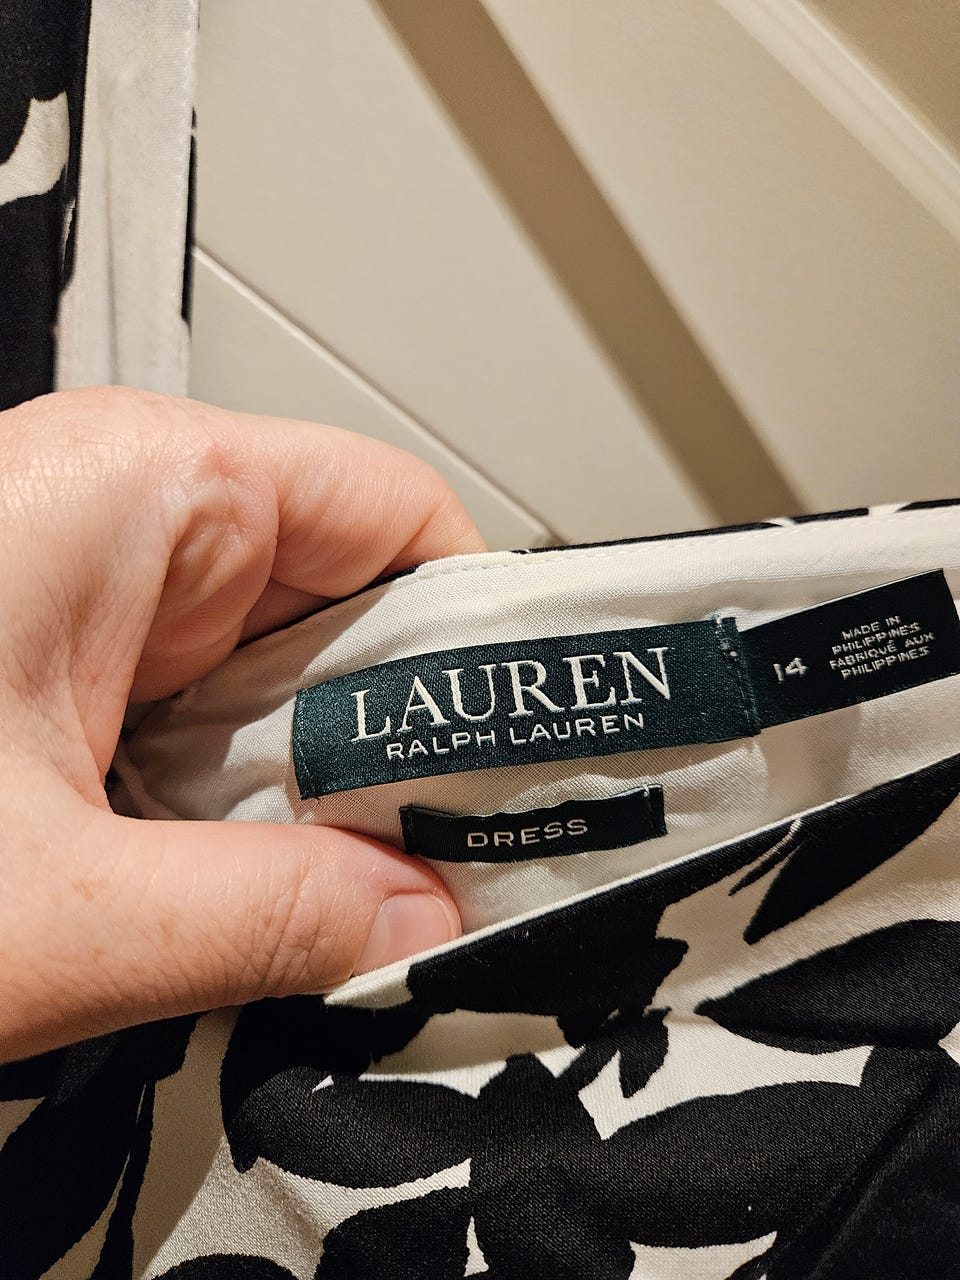 LAUREN
RALPH LAUREN
14
MADE IN
PHILIPPINES
FABRIQUÉ AUX
PHILIPPINES
DRESS